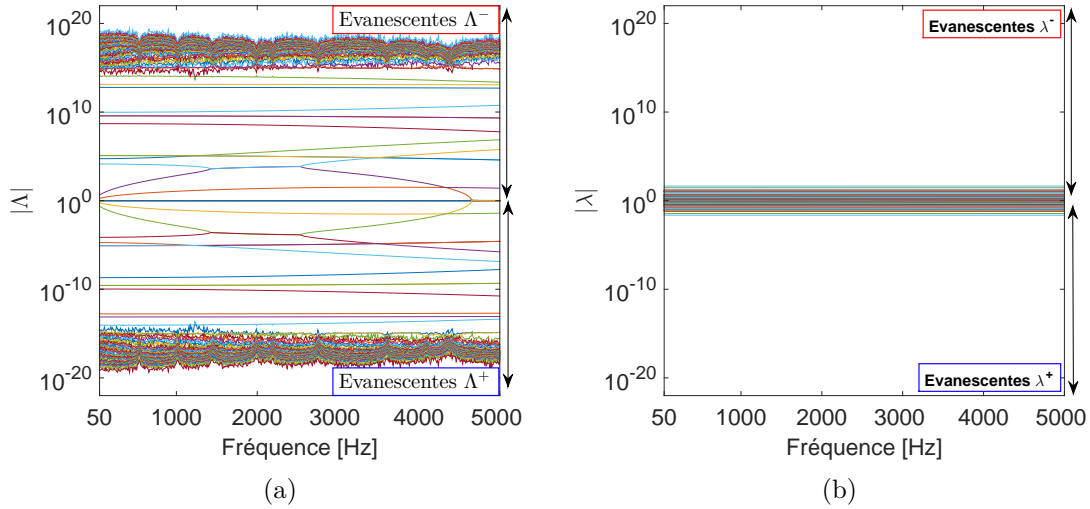 10^20
10^10
10^0
10^-10
10^-20
|Λ|
Evanescentes Λ^-
Evanescentes Λ^+
50 1000 2000 3000 4000 5000
Fréquence [Hz]
(a)
10^20
10^10
10^0
10^-10
10^-20
|λ|
Evanescentes λ^-
Evanescentes λ^+
50 1000 2000 3000 4000 5000
Fréquence [Hz]
(b)